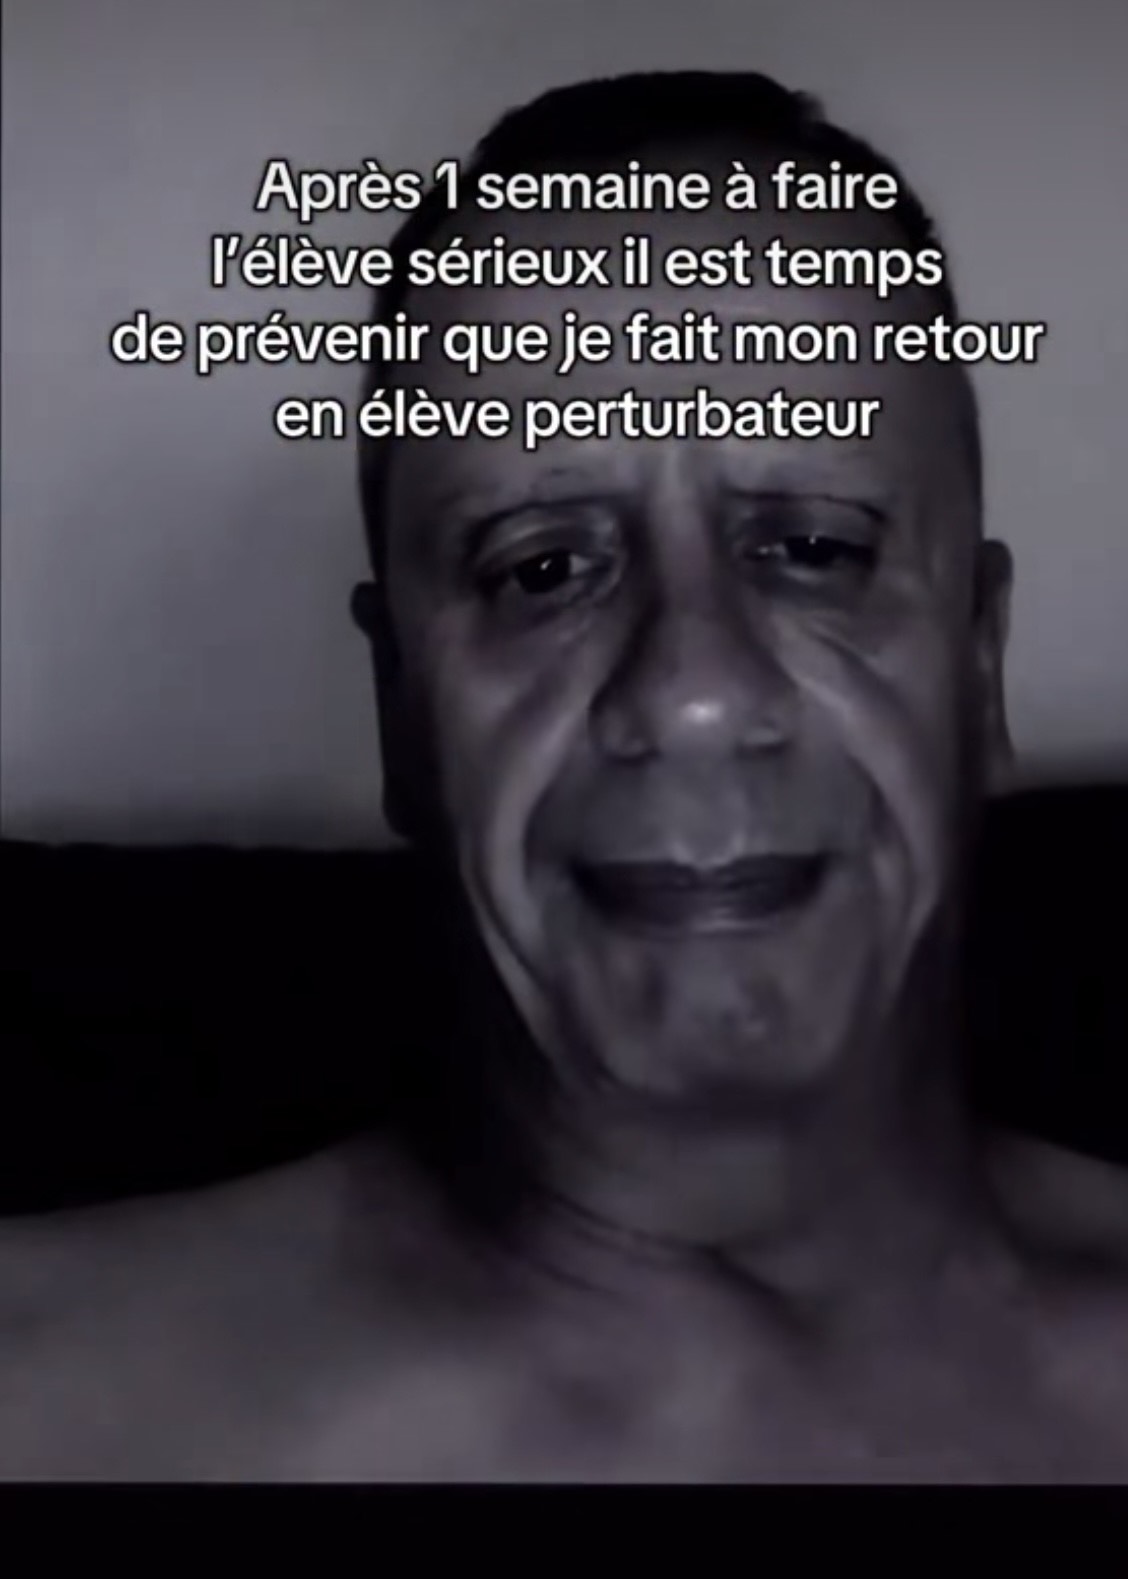 Après 1 semaine à faire
l'élève sérieux il est temps
de prévenir que je fait mon retour
en élève perturbateur